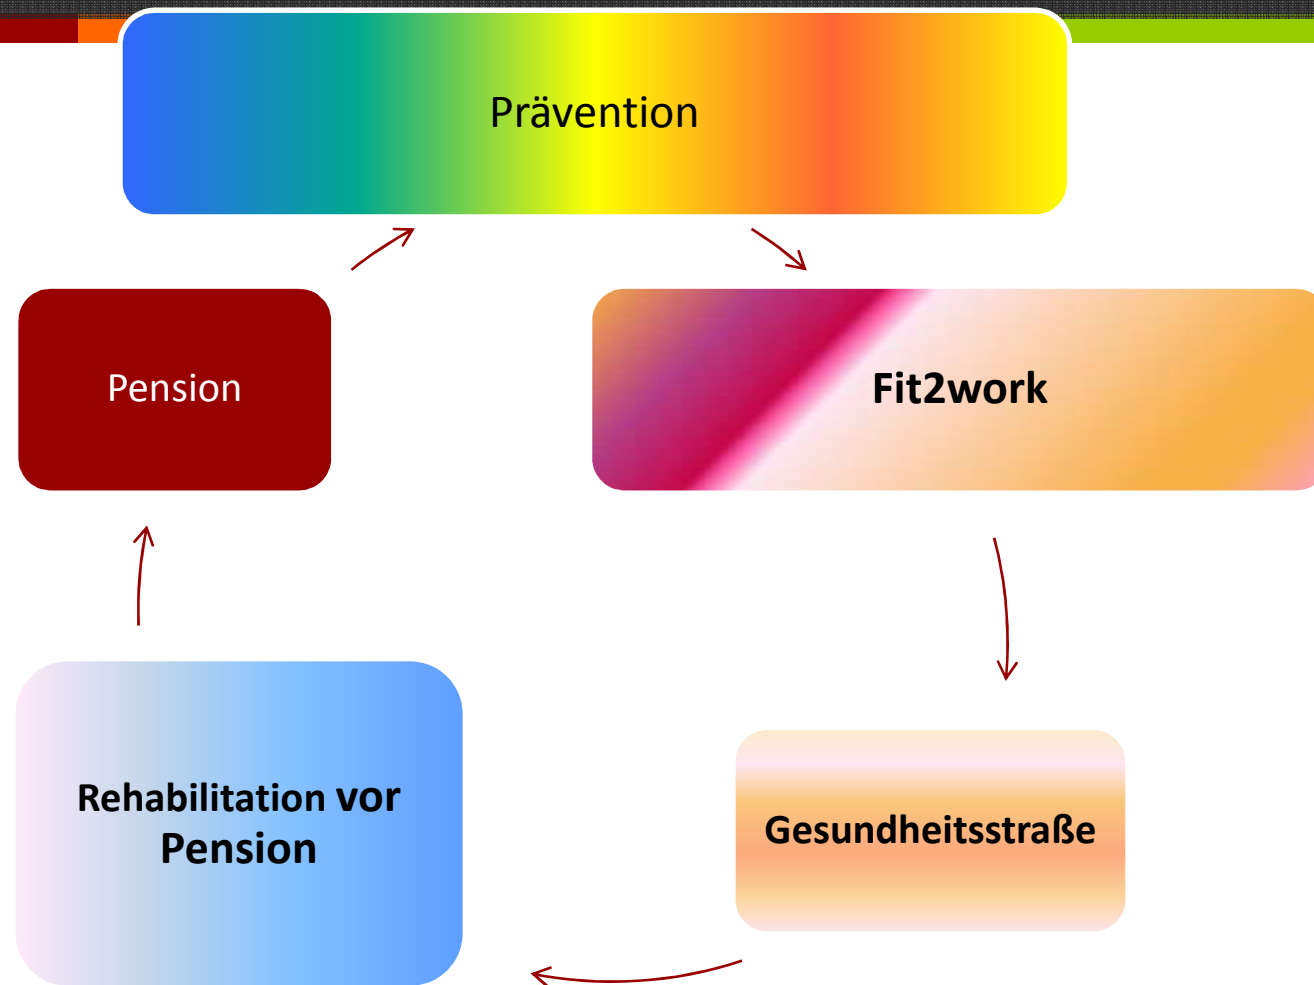 Prävention
Pension
Fit2work
Rehabilitation vor
Pension
Gesundheitsstraße